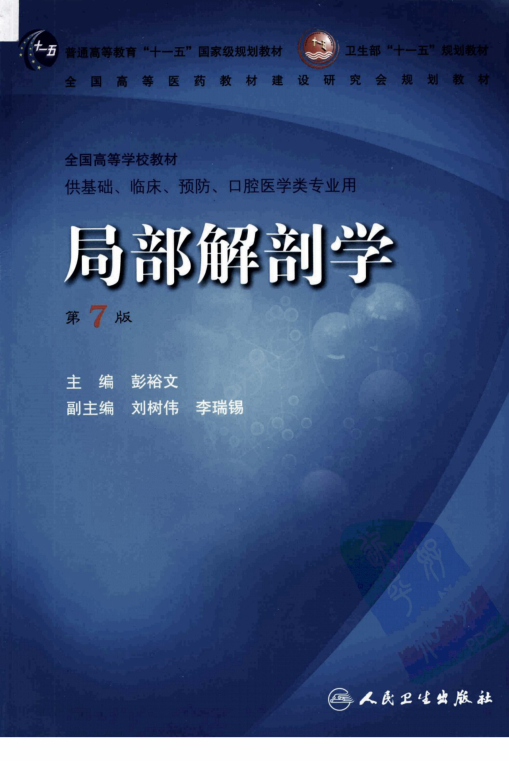 十一五 普通高等教育“十一五”国家级规划教材 卫生部“十一五”规划教材
全国高等医药教材建设研究会规划教材
全国高等学校教材
供基础、临床、预防、口腔医学类专业用
局部解剖学
第7版
主 编 彭裕文
副主编 刘树伟 李瑞锡
人民卫生出版社